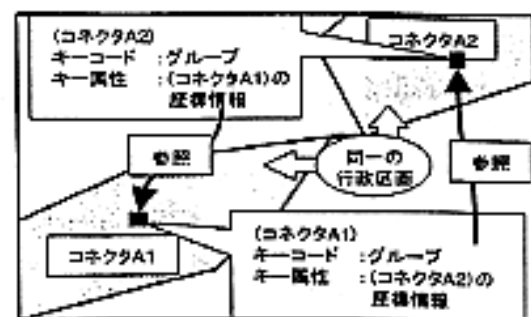 (コネクタA2)
キーコード :グループ
キー属性 :(コネクタA1)の
座標情報
コネクタA2
参照
同一の
行政区画
参照
コネクタA1
(コネクタA1)
キーコード :グループ
キー属性 :(コネクタA2)の
座標情報